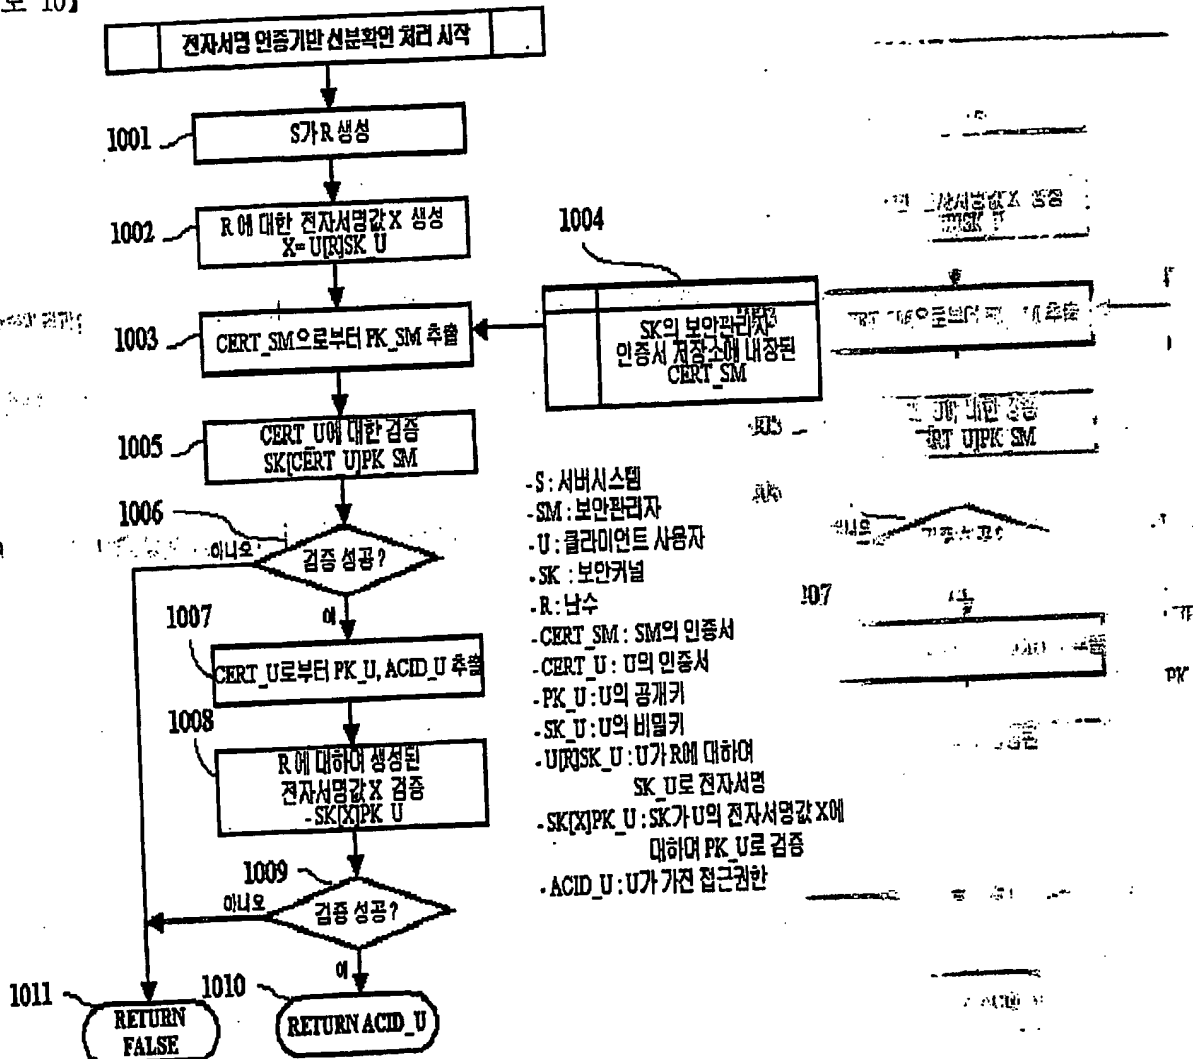 10】
전자서명 인증기반 신분확인 처리 시작
1001
S가 R 생성
1002
R 에 대한 전자서명값 X 생성
X= U[R]SK_U
1003
CERT_SM으로부터 PK_SM 추출
1004
SK의 보안관리자
인증서 저장소에 내장된
CERT_SM
1005
CERT_U에 대한 검증
SK[CERT_U]PK_SM
1006
아니오
검증 성공?
예
1007
CERT_U로부터 PK_U, ACID_U 추출
1008
R 에 대하여 생성된
전자서명값 X 검증
-SK[X]PK_U
1009
아니오
검증 성공?
예
1011
RETURN
FALSE
1010
RETURN ACID_U
-S : 서버시스템
-SM : 보안관리자
-U : 클라이언트 사용자
-SK : 보안커널
-R : 난수
-CERT_SM : SM의 인증서
-CERT_U : U의 인증서
-PK_U : U의 공개키
-SK_U : U의 비밀키
-U[R]SK_U : U가 R에 대하여
SK_U로 전자서명
-SK[X]PK_U : SK가 U의 전자서명값 X에
대하여 PK_U로 검증
-ACID_U : U가 가진 접근권한
107
PK